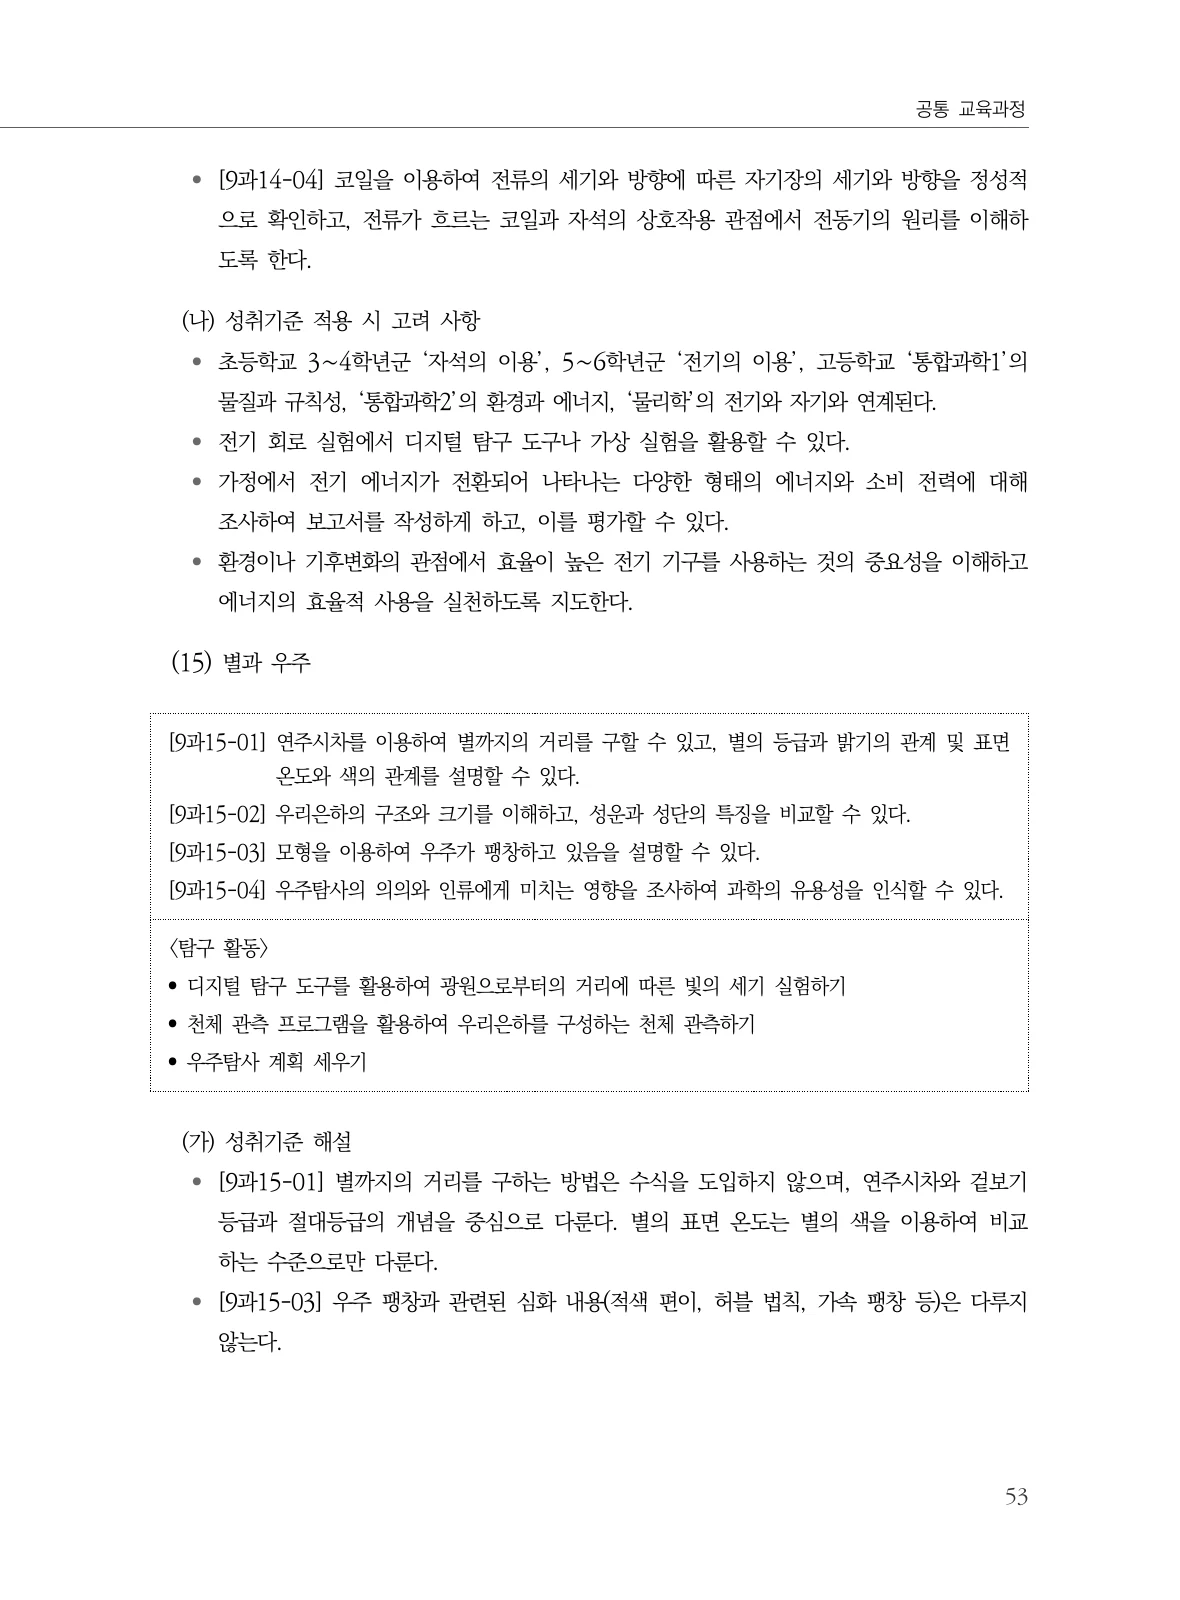 공통 교육과정
• [9과14-04] 코일을 이용하여 전류의 세기와 방향에 따른 자기장의 세기와 방향을 정성적
으로 확인하고, 전류가 흐르는 코일과 자석의 상호작용 관점에서 전동기의 원리를 이해하
도록 한다.
(나) 성취기준 적용 시 고려 사항
• 초등학교 3~4학년군 ‘자석의 이용’, 5~6학년군 ‘전기의 이용’, 고등학교 ‘통합과학1’의
물질과 규칙성, ‘통합과학2’의 환경과 에너지, ‘물리학’의 전기와 자기와 연계된다.
• 전기 회로 실험에서 디지털 탐구 도구나 가상 실험을 활용할 수 있다.
• 가정에서 전기 에너지가 전환되어 나타나는 다양한 형태의 에너지와 소비 전력에 대해
조사하여 보고서를 작성하게 하고, 이를 평가할 수 있다.
• 환경이나 기후변화의 관점에서 효율이 높은 전기 기구를 사용하는 것의 중요성을 이해하고
에너지의 효율적 사용을 실천하도록 지도한다.
(15) 별과 우주
[9과15-01] 연주시차를 이용하여 별까지의 거리를 구할 수 있고, 별의 등급과 밝기의 관계 및 표면
온도와 색의 관계를 설명할 수 있다.
[9과15-02] 우리은하의 구조와 크기를 이해하고, 성운과 성단의 특징을 비교할 수 있다.
[9과15-03] 모형을 이용하여 우주가 팽창하고 있음을 설명할 수 있다.
[9과15-04] 우주탐사의 의의와 인류에게 미치는 영향을 조사하여 과학의 유용성을 인식할 수 있다.
〈탐구 활동〉
• 디지털 탐구 도구를 활용하여 광원으로부터의 거리에 따른 빛의 세기 실험하기
• 천체 관측 프로그램을 활용하여 우리은하를 구성하는 천체 관측하기
• 우주탐사 계획 세우기
(가) 성취기준 해설
• [9과15-01] 별까지의 거리를 구하는 방법은 수식을 도입하지 않으며, 연주시차와 겉보기
등급과 절대등급의 개념을 중심으로 다룬다. 별의 표면 온도는 별의 색을 이용하여 비교
하는 수준으로만 다룬다.
• [9과15-03] 우주 팽창과 관련된 심화 내용(적색 편이, 허블 법칙, 가속 팽창 등)은 다루지
않는다.
53